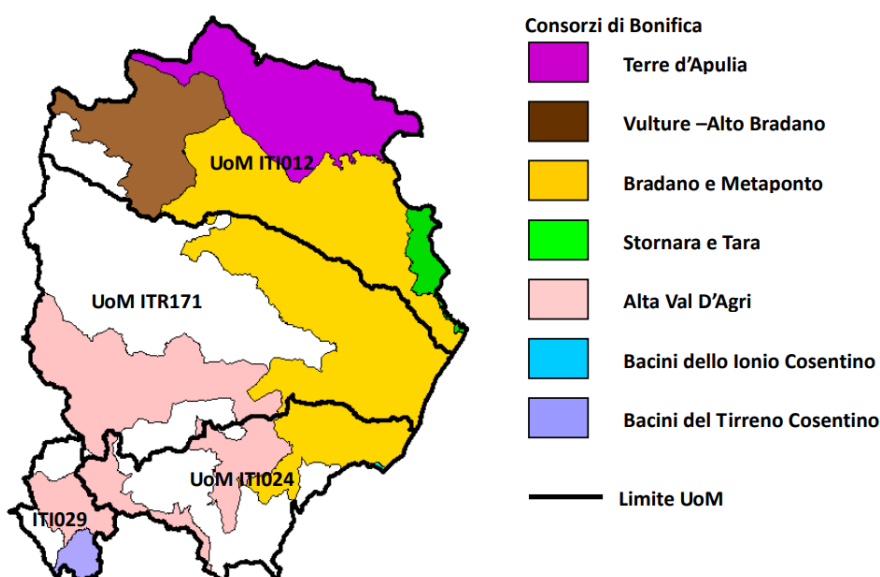 Consorzi di Bonifica
Terre d'Apulia
Vulture –Alto Bradano
Bradano e Metaponto
Stornara e Tara
Alta Val D'Agri
Bacini dello Ionio Cosentino
Bacini del Tirreno Cosentino
Limite UoM
UoM ITI012
UoM ITR171
UoM ITI024
ITI029